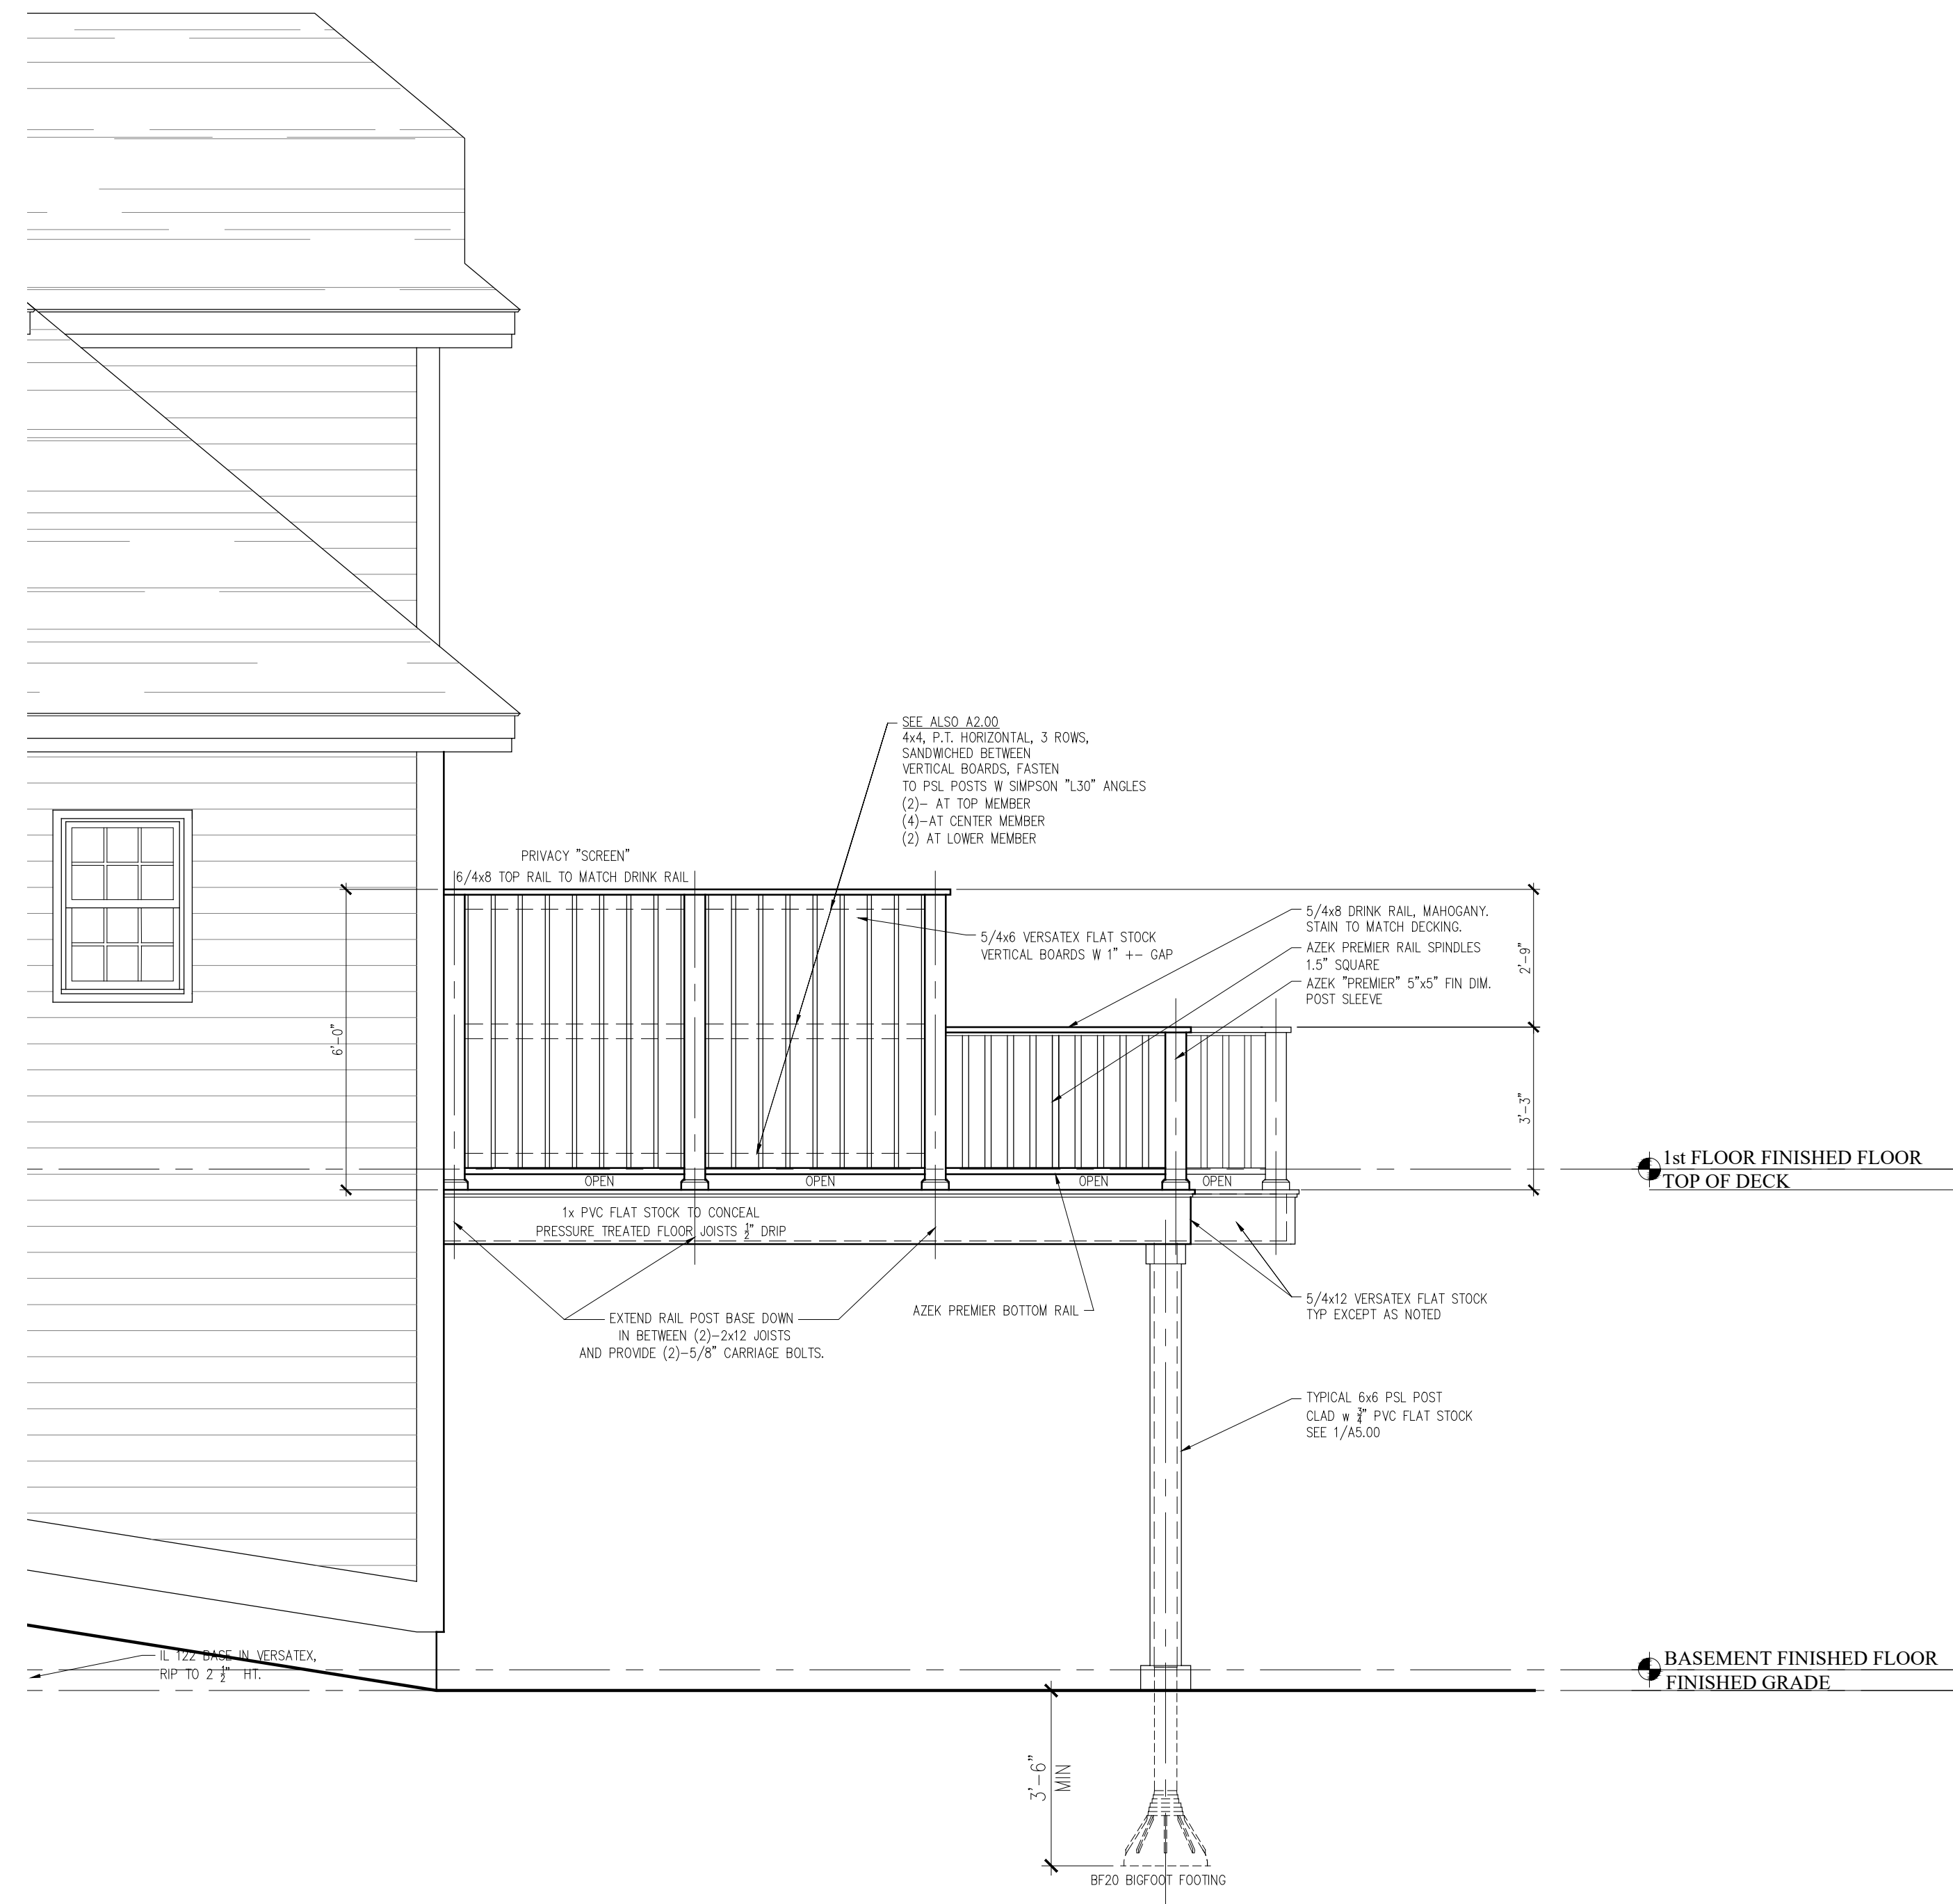 SEE ALSO A2.00
4x4, P.T. HORIZONTAL, 3 ROWS,
SANDWICHED BETWEEN
VERTICAL BOARDS, FASTEN
TO PSL POSTS W SIMPSON "L30" ANGLES
(2)- AT TOP MEMBER
(4)-AT CENTER MEMBER
(2) AT LOWER MEMBER
PRIVACY "SCREEN"
6/4x8 TOP RAIL TO MATCH DRINK RAIL
5/4x6 VERSATEX FLAT STOCK
VERTICAL BOARDS W 1" +- GAP
5/4x8 DRINK RAIL, MAHOGANY.
STAIN TO MATCH DECKING.
AZEK PREMIER RAIL SPINDLES
1.5" SQUARE
AZEK "PREMIER" 5"x5" FIN DIM.
POST SLEEVE
2'-9"
6'-0"
3'-3"
1st FLOOR FINISHED FLOOR
TOP OF DECK
OPEN
OPEN
OPEN
OPEN
1x PVC FLAT STOCK TO CONCEAL
PRESSURE TREATED FLOOR JOISTS ½" DRIP
EXTEND RAIL POST BASE DOWN
IN BETWEEN (2)-2x12 JOISTS
AND PROVIDE (2)-5/8" CARRIAGE BOLTS.
AZEK PREMIER BOTTOM RAIL
5/4x12 VERSATEX FLAT STOCK
TYP EXCEPT AS NOTED
TYPICAL 6x6 PSL POST
CLAD w ¾" PVC FLAT STOCK
SEE 1/A5.00
IL 122 BASE IN VERSATEX,
RIP TO 2 ½" HT.
BASEMENT FINISHED FLOOR
FINISHED GRADE
3'-6"
MIN
BF20 BIGFOOT FOOTING